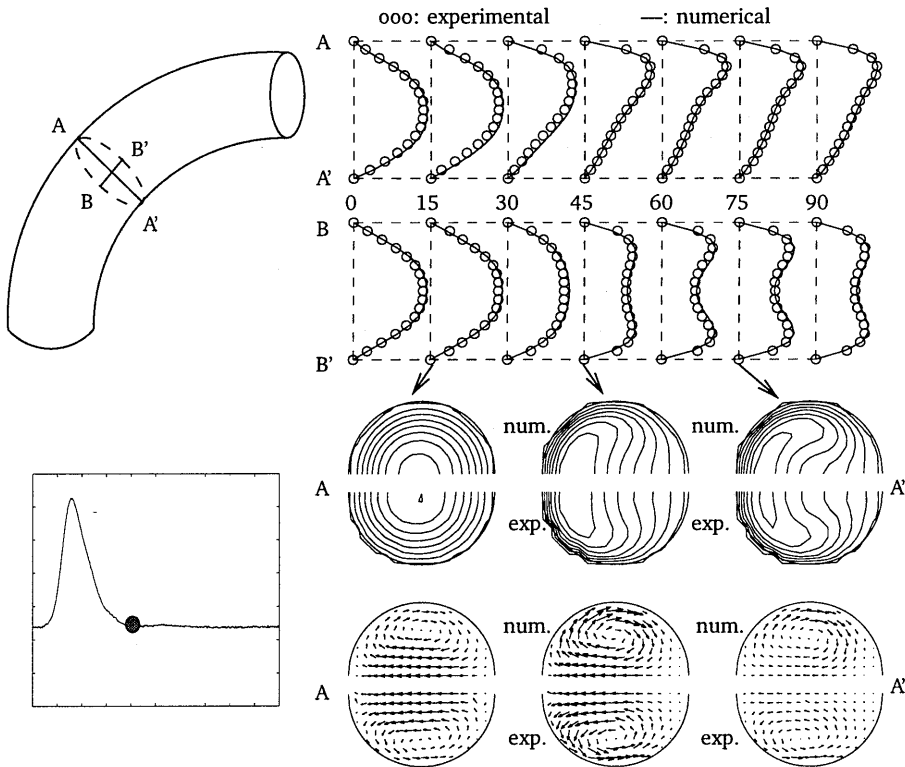 ooo: experimental —: numerical
A
A'
0 15 30 45 60 75 90
B
B'
A
B'
B
A'
num. num.
A A'
exp. exp.
num. num.
A A'
exp. exp.